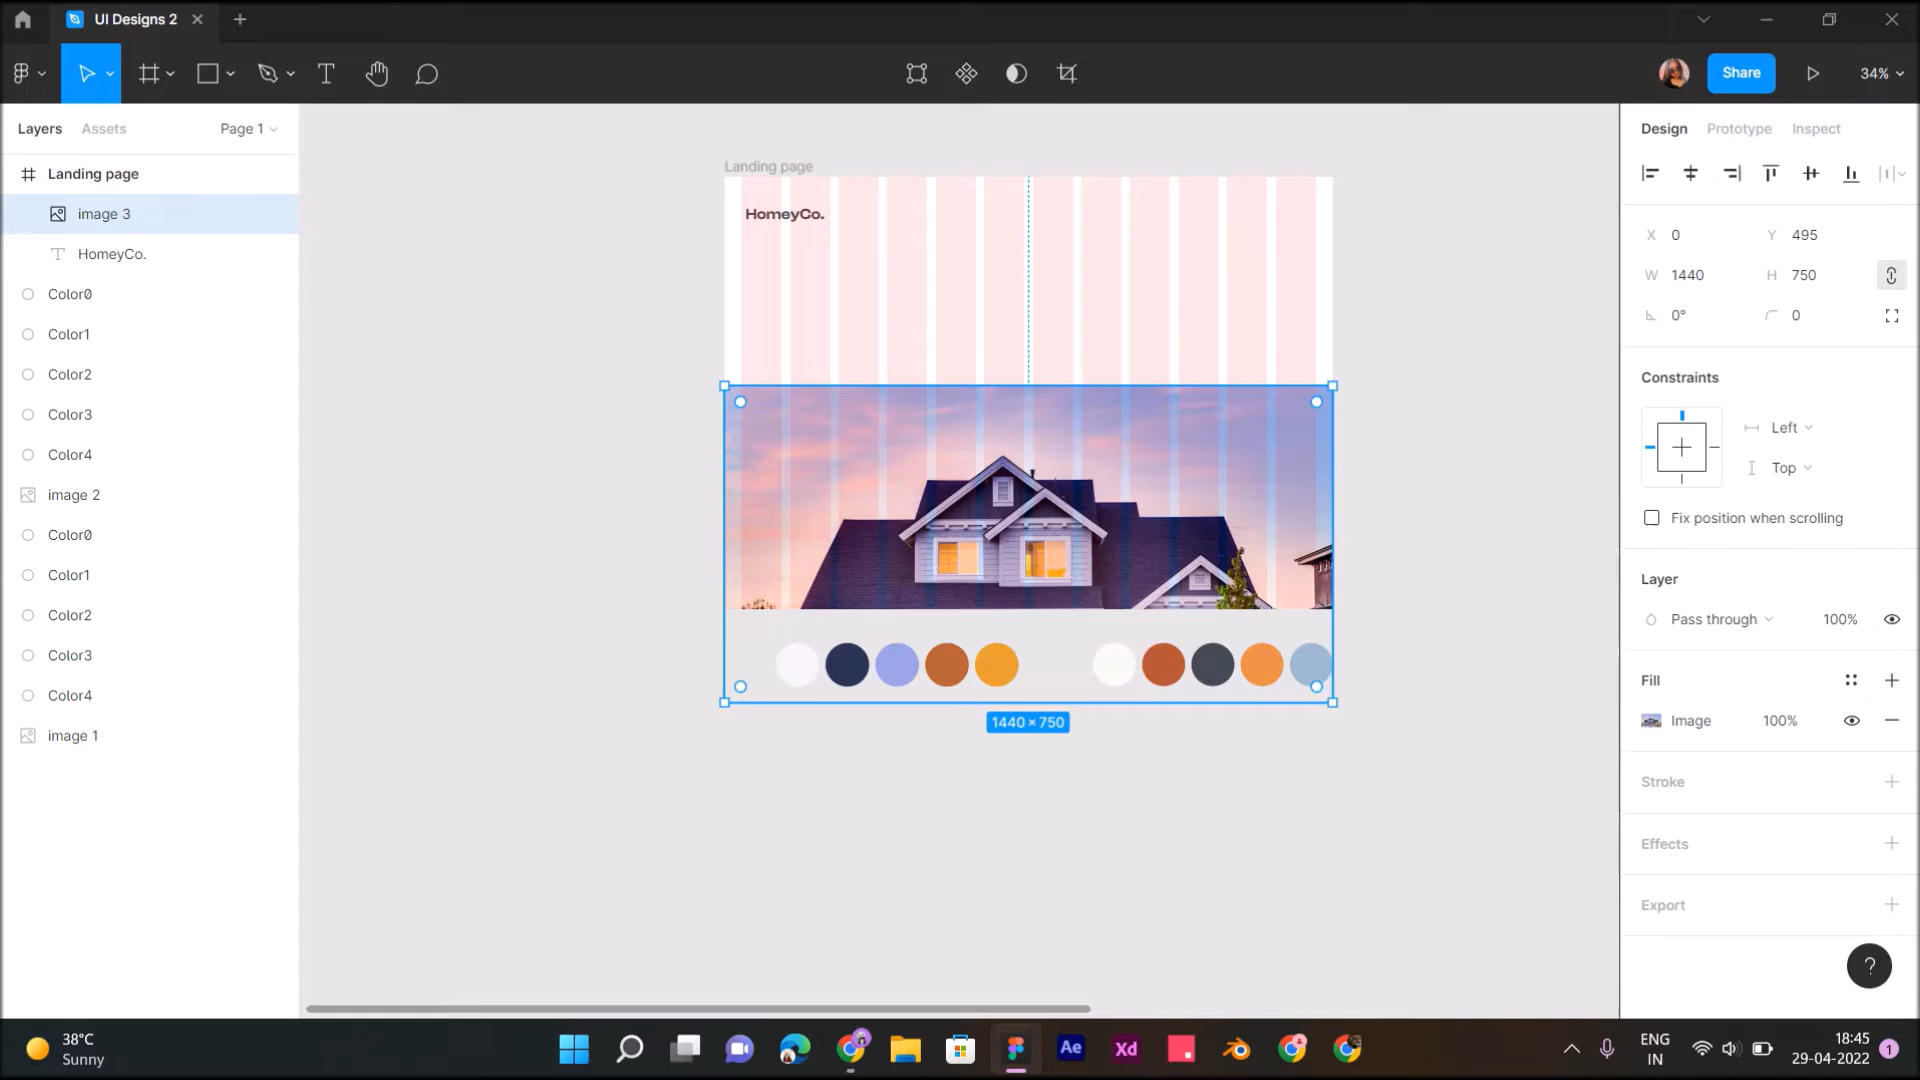 UI Designs 2
Share
34%
Layers
Assets
Page 1
Landing page
image 3
HomeyCo.
Color0
Color1
Color2
Color3
Color4
image 2
Color0
Color1
Color2
Color3
Color4
image 1
Landing page
HomeyCo.
1440 × 750
Design
Prototype
Inspect
X 0
Y 495
W 1440
H 750
0°
0
Constraints
Left
Top
Fix position when scrolling
Layer
Pass through
100%
Fill
Image
100%
Stroke
Effects
Export
?
38°C
Sunny
Ae
Xd
ENG
IN
18:45
29-04-2022
1